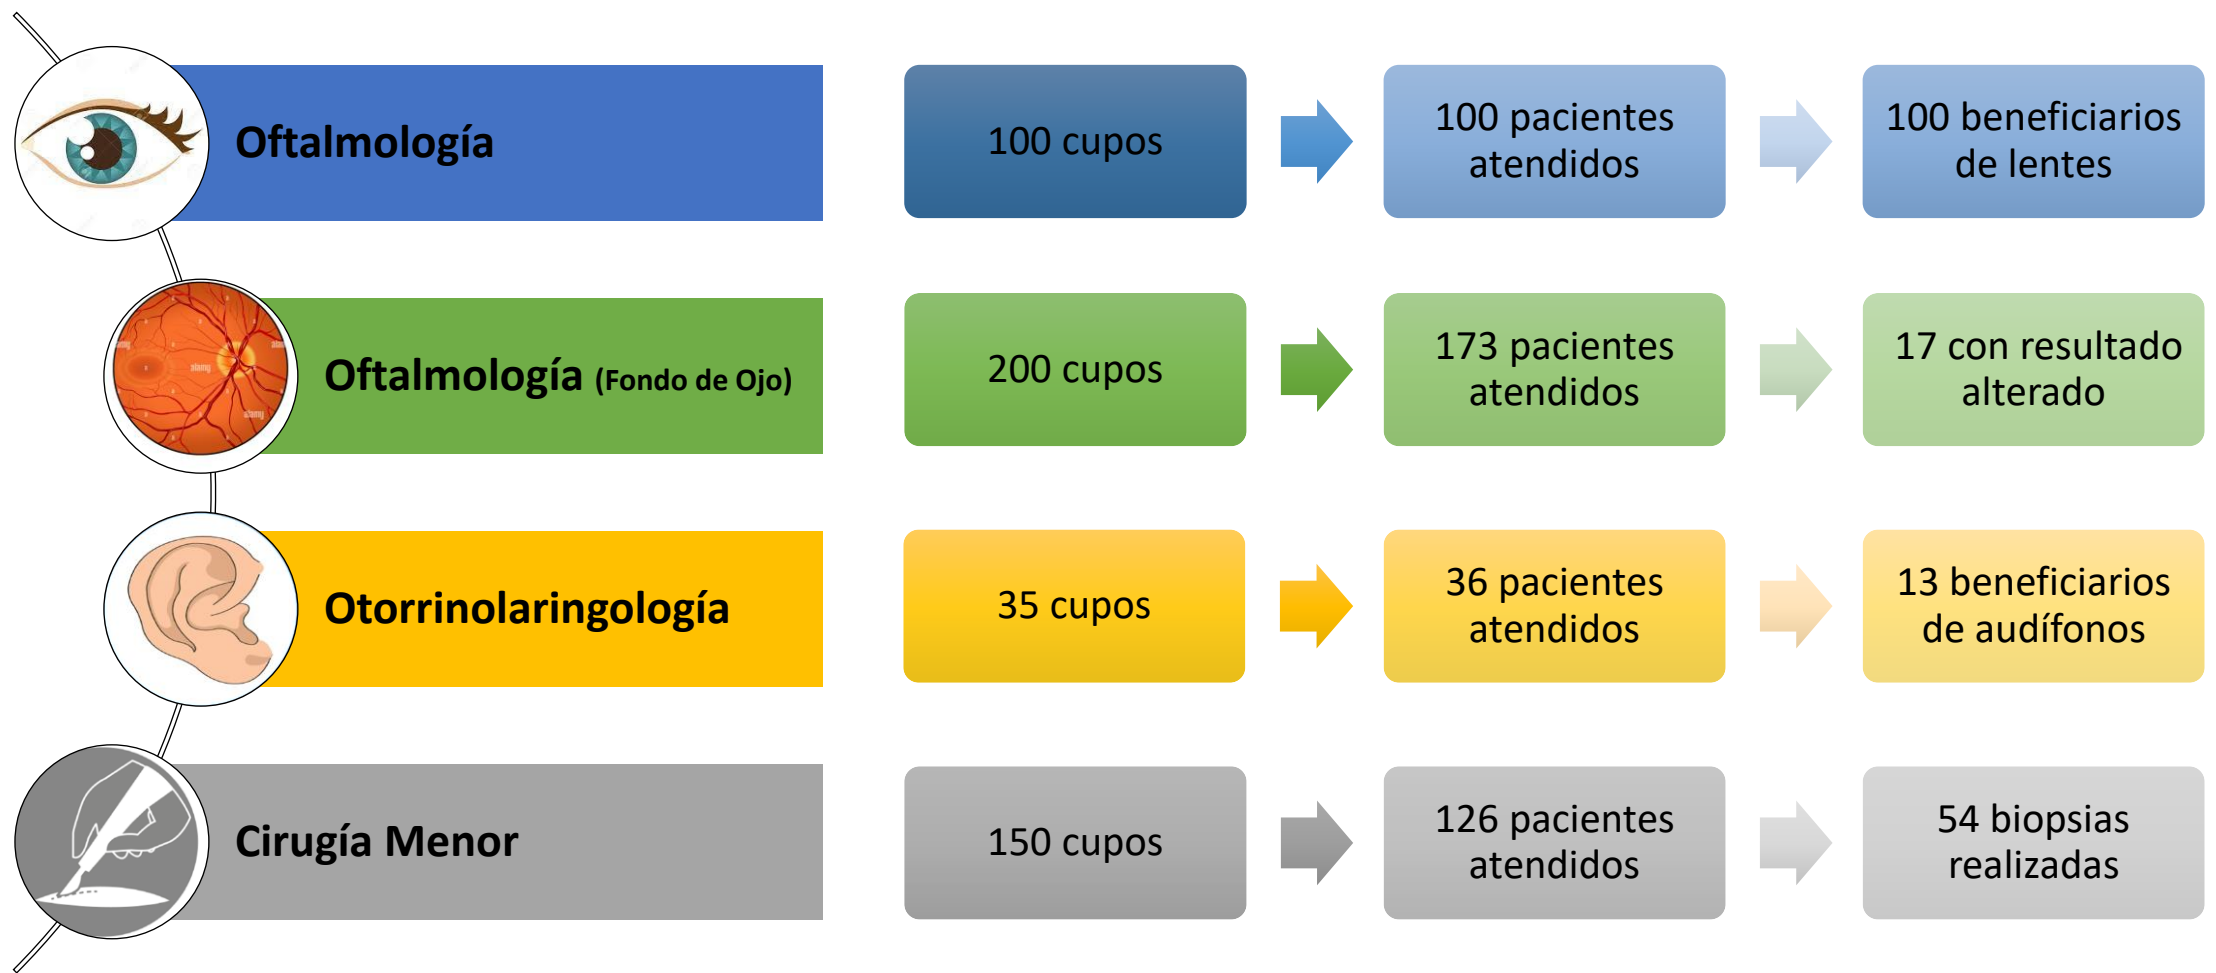 Oftalmología
100 cupos
100 pacientes
atendidos
100 beneficiarios
de lentes
Oftalmología (Fondo de Ojo)
200 cupos
173 pacientes
atendidos
17 con resultado
alterado
Otorrinolaringología
35 cupos
36 pacientes
atendidos
13 beneficiarios
de audífonos
Cirugía Menor
150 cupos
126 pacientes
atendidos
54 biopsias
realizadas
alamy
alamy